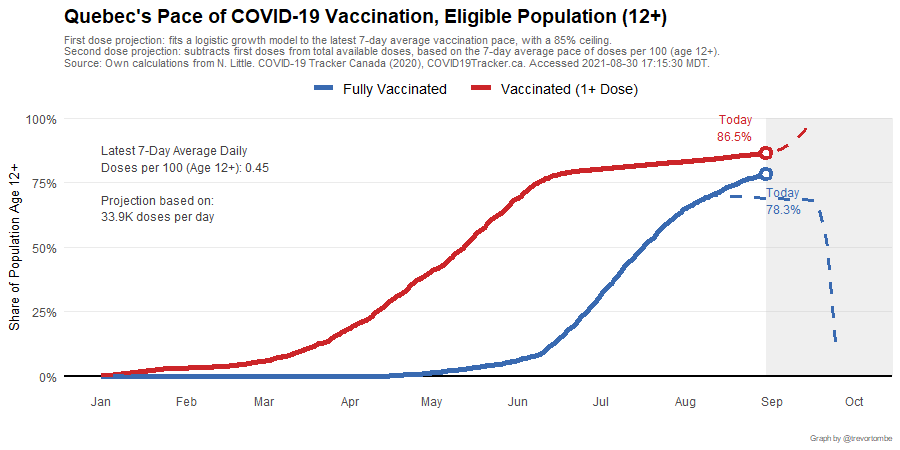 Quebec's Pace of COVID-19 Vaccination, Eligible Population (12+)
First dose projection: fits a logistic growth model to the latest 7-day average vaccination pace, with a 85% ceiling.
Second dose projection: subtracts first doses from total available doses, based on the 7-day average pace of doses per 100 (age 12+).
Source: Own calculations from N. Little. COVID-19 Tracker Canada (2020), COVID19Tracker.ca. Accessed 2021-08-30 17:15:30 MDT.
Fully Vaccinated Vaccinated (1+ Dose)
Share of Population Age 12+
100%
75%
50%
25%
0%
Latest 7-Day Average Daily
Doses per 100 (Age 12+): 0.45
Projection based on:
33.9K doses per day
Today
86.5%
Today
78.3%
Jan Feb Mar Apr May Jun Jul Aug Sep Oct
Graph by @trevortombe